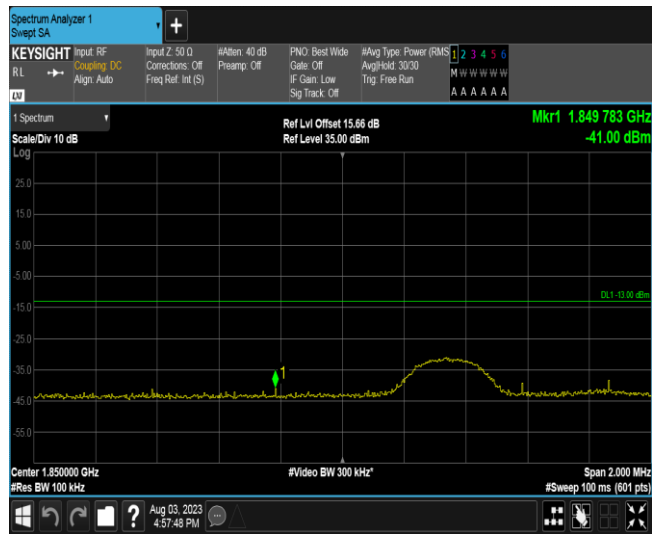 Spectrum Analyzer 1
Swept SA
+
KEYSIGHT
RL
LXI
Input: RF
Coupling: DC
Align: Auto
Input Z: 50 Ω
Corrections: Off
Freq Ref: Int (S)
#Atten: 40 dB
Preamp: Off
PNO: Best Wide
Gate: Off
IF Gain: Low
Sig Track: Off
#Avg Type: Power (RMS
Avg|Hold: 30/30
Trig: Free Run
1 2 3 4 5 6
M W W W W W
A A A A A A
1 Spectrum
Scale/Div 10 dB
Ref Lvl Offset 15.66 dB
Ref Level 35.00 dBm
Mkr1 1.849 783 GHz
-41.00 dBm
Log
25.0
15.0
5.00
-5.00
DL1 -13.00 dBm
-15.0
-25.0
1
-35.0
-45.0
-55.0
Center 1.850000 GHz
#Res BW 100 kHz
#Video BW 300 kHz*
Span 2.000 MHz
#Sweep 100 ms (601 pts)
?
Aug 03, 2023
4:57:48 PM